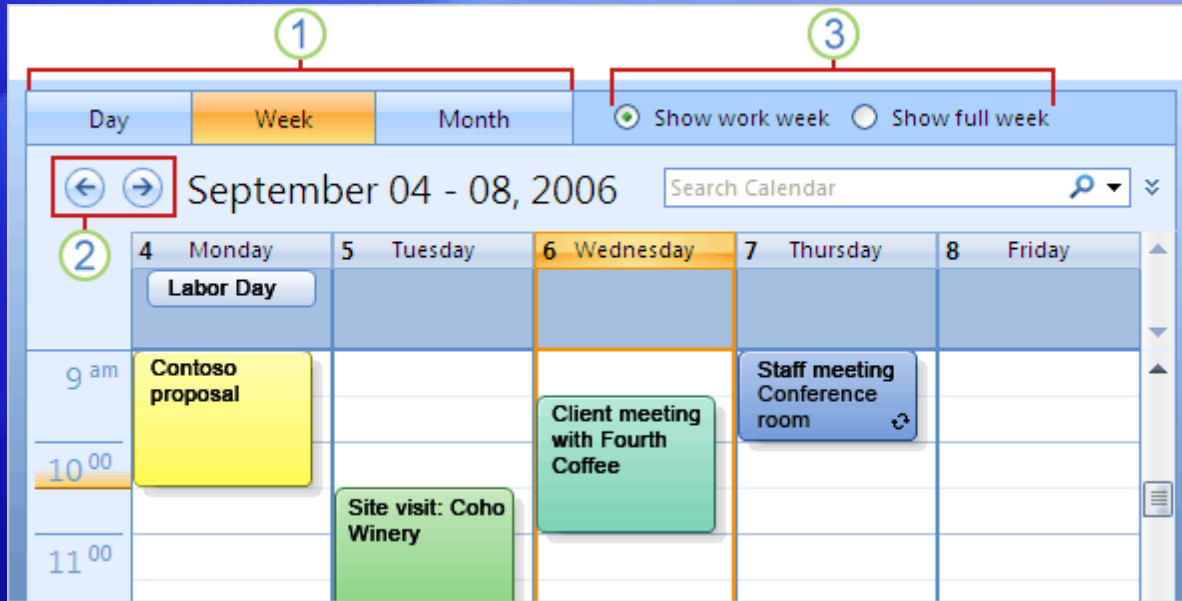 1 3
Day Week Month Show work week Show full week
September 04 - 08, 2006 Search Calendar
2
4 Monday 5 Tuesday 6 Wednesday 7 Thursday 8 Friday
Labor Day
9 am
Contoso
proposal
Staff meeting
Conference
room
Client meeting
with Fourth
Coffee
10 00
Site visit: Coho
Winery
11 00